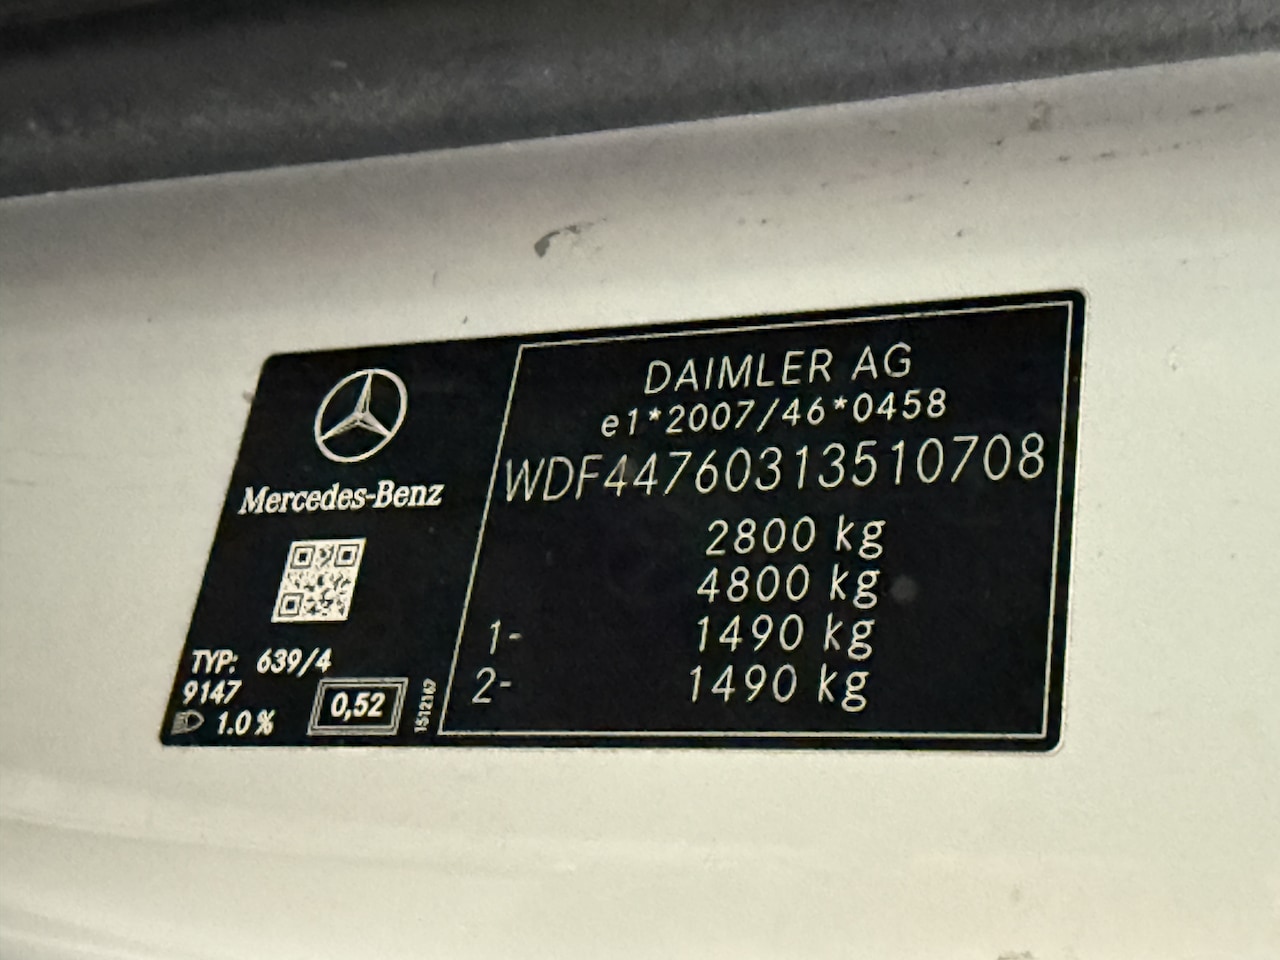 DAIMLER AG
e1*2007/46*0458
WDF44760313510708
2800 kg
4800 kg
1- 1490 kg
2- 1490 kg
Mercedes-Benz
TYP: 639/4
9147
1.0 %
0,52
1512167